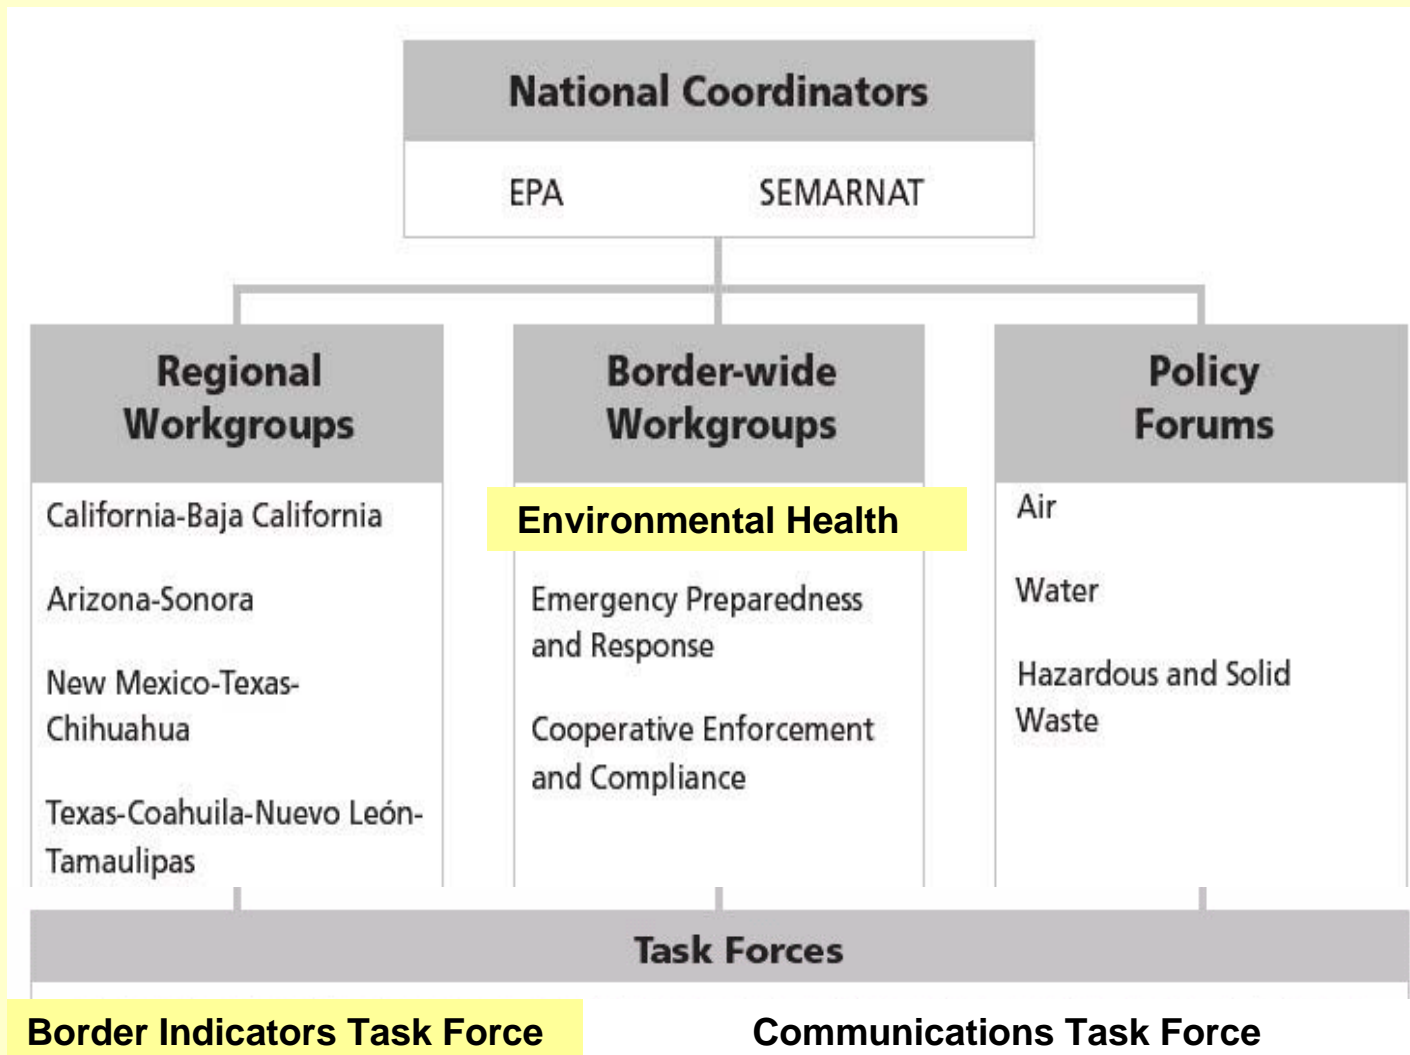 National Coordinators
EPA SEMARNAT
Regional
Workgroups
California-Baja California
Arizona-Sonora
New Mexico-Texas-
Chihuahua
Texas-Coahuila-Nuevo León-
Tamaulipas
Border-wide
Workgroups
Environmental Health
Emergency Preparedness
and Response
Cooperative Enforcement
and Compliance
Policy
Forums
Air
Water
Hazardous and Solid
Waste
Task Forces
Border Indicators Task Force
Communications Task Force